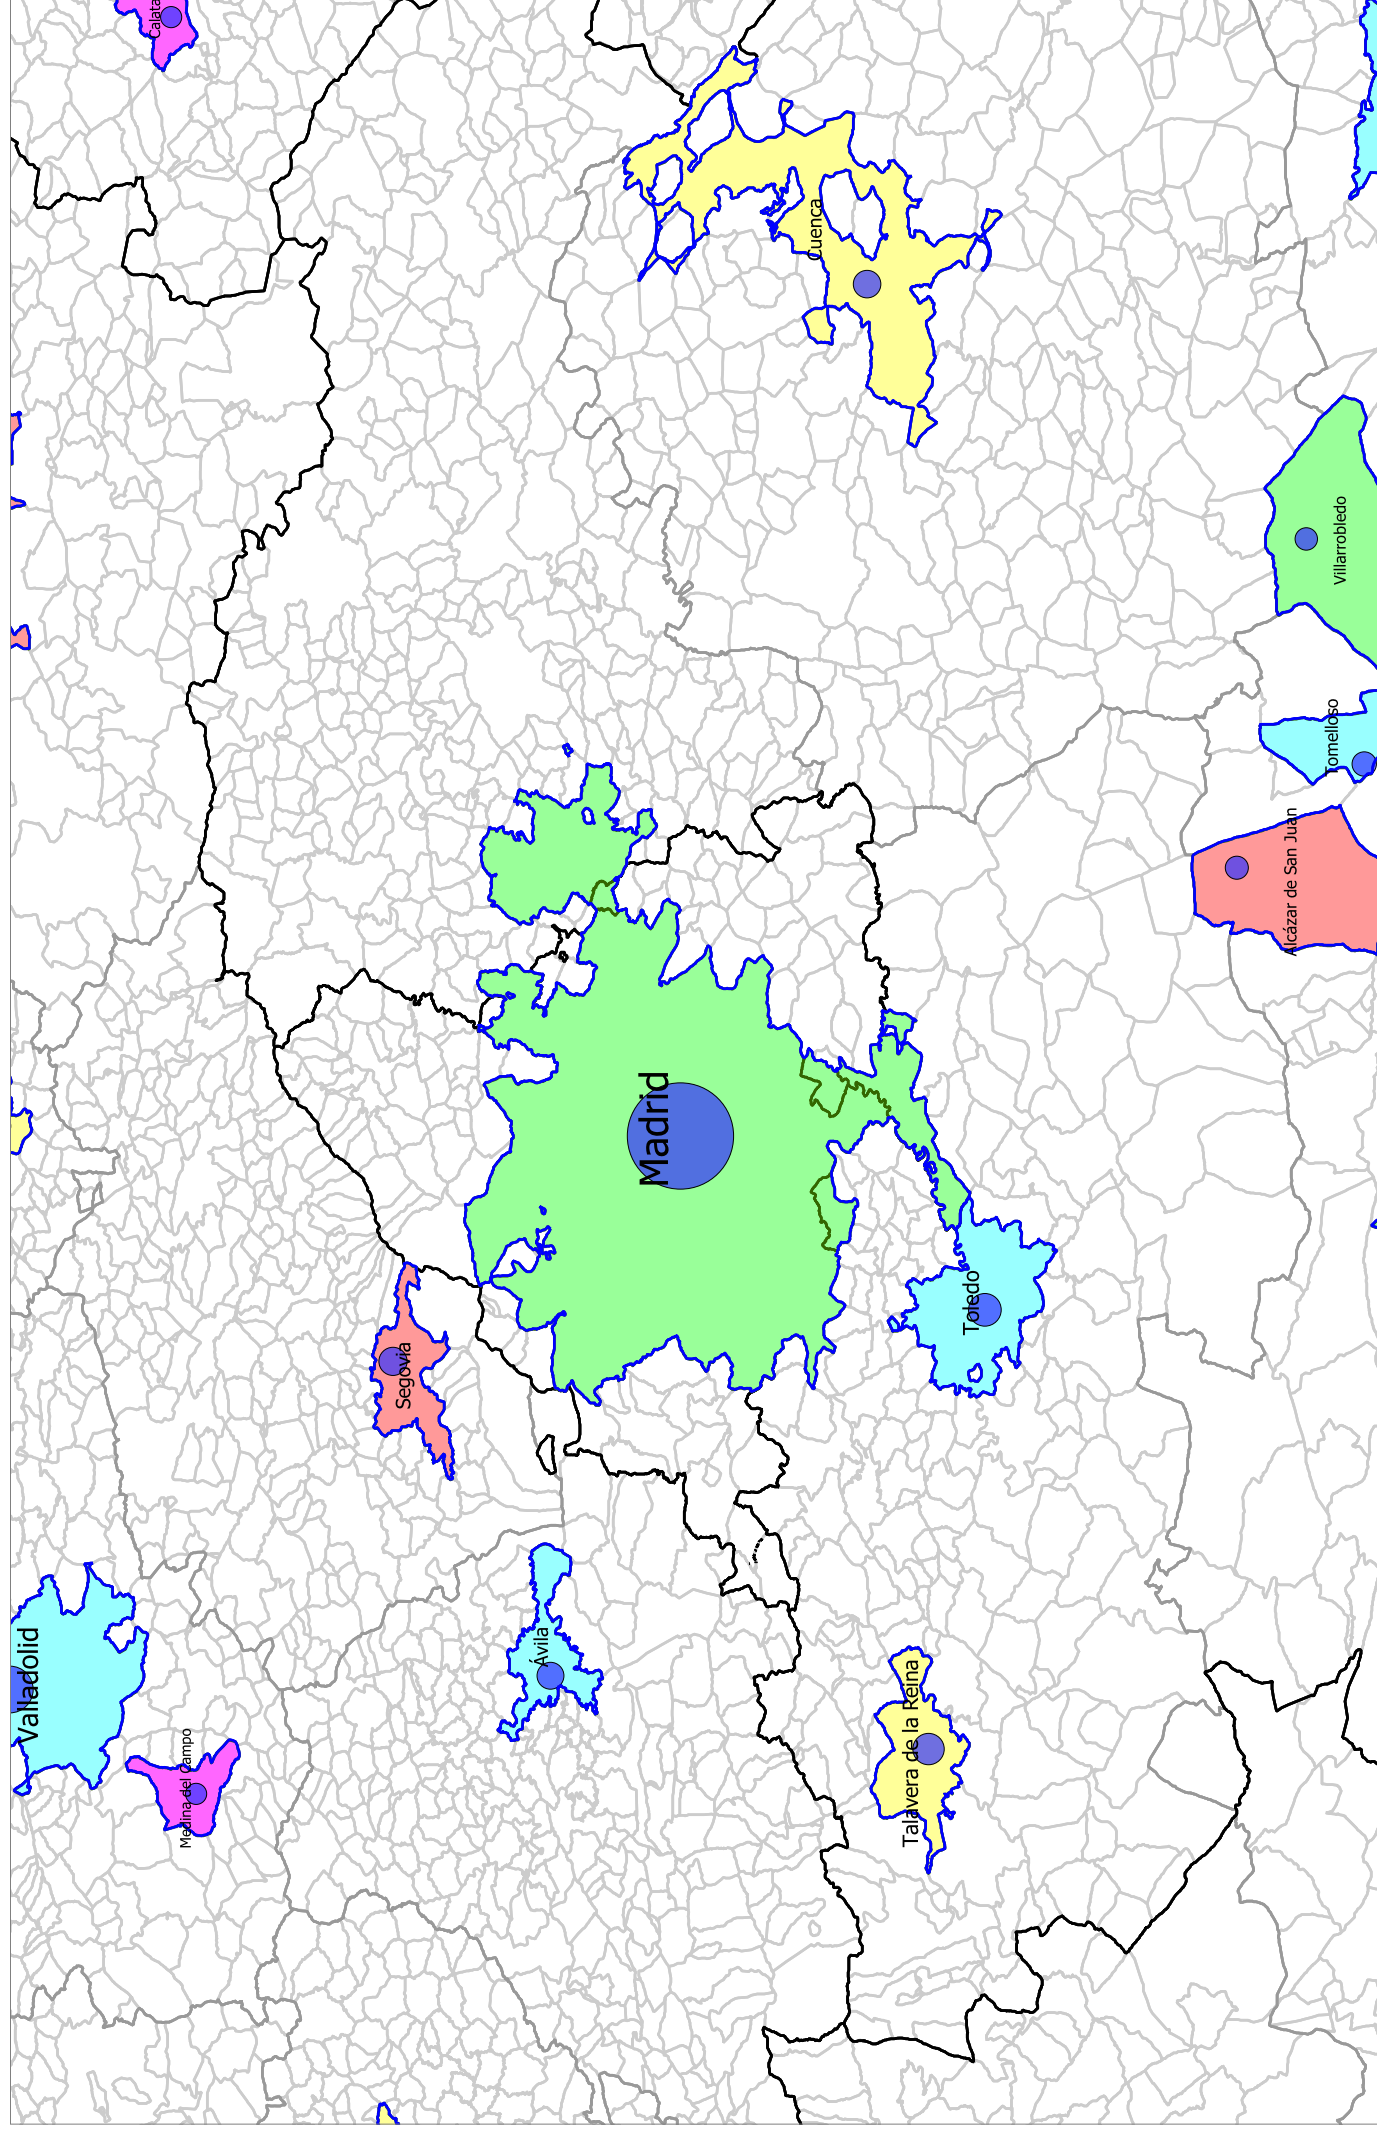 Valladolid
Medina del Campo
Ávila
Segovia
Talavera de la Reina
Toledo
Madrid
Cuenca
Alcázar de San Juan
Tomelloso
Villarrobledo